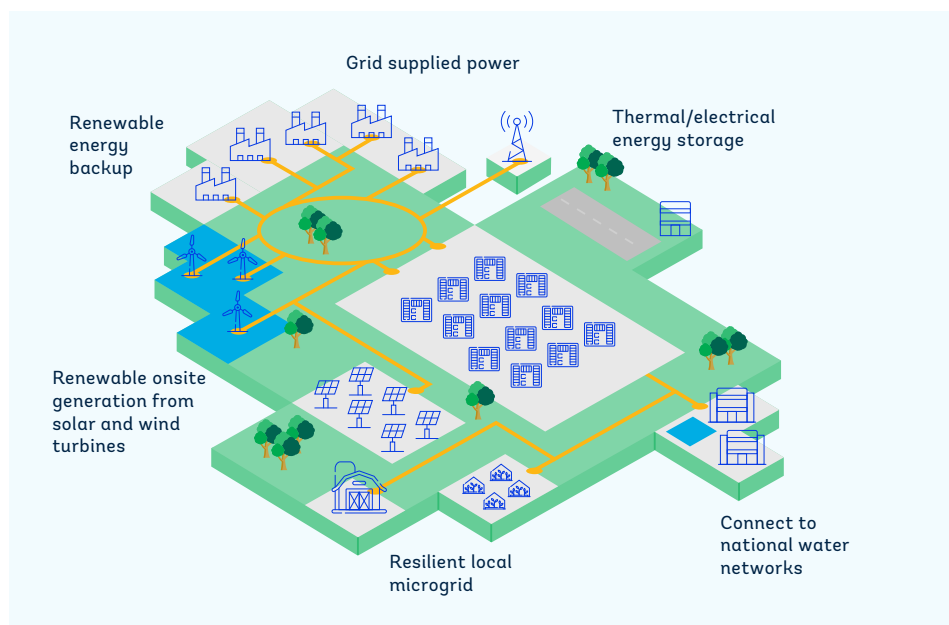 Grid supplied power
Renewable
energy
backup
Thermal/electrical
energy storage
Renewable onsite
generation from
solar and wind
turbines
Resilient local
microgrid
Connect to
national water
networks